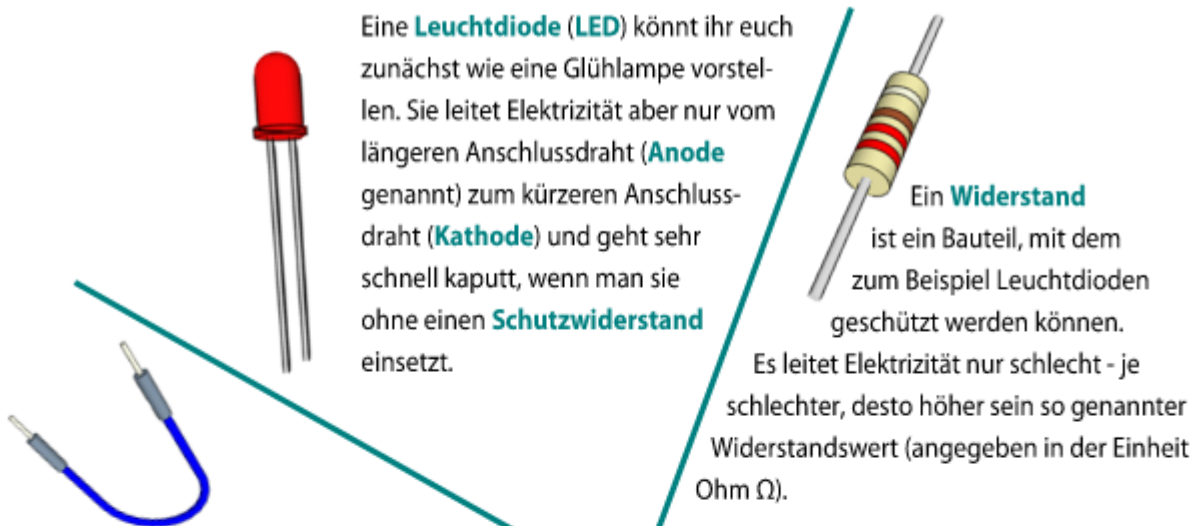 Eine Leuchtdiode (LED) könnt ihr euch
zunächst wie eine Glühlampe vorstel-
len. Sie leitet Elektrizität aber nur vom
längeren Anschlussdraht (Anode
genannt) zum kürzeren Anschluss-
draht (Kathode) und geht sehr
schnell kaputt, wenn man sie
ohne einen Schutzwiderstand
einsetzt.
Ein Widerstand
ist ein Bauteil, mit dem
zum Beispiel Leuchtdioden
geschützt werden können.
Es leitet Elektrizität nur schlecht - je
schlechter, desto höher sein so genannter
Widerstandswert (angegeben in der Einheit
Ohm Ω).